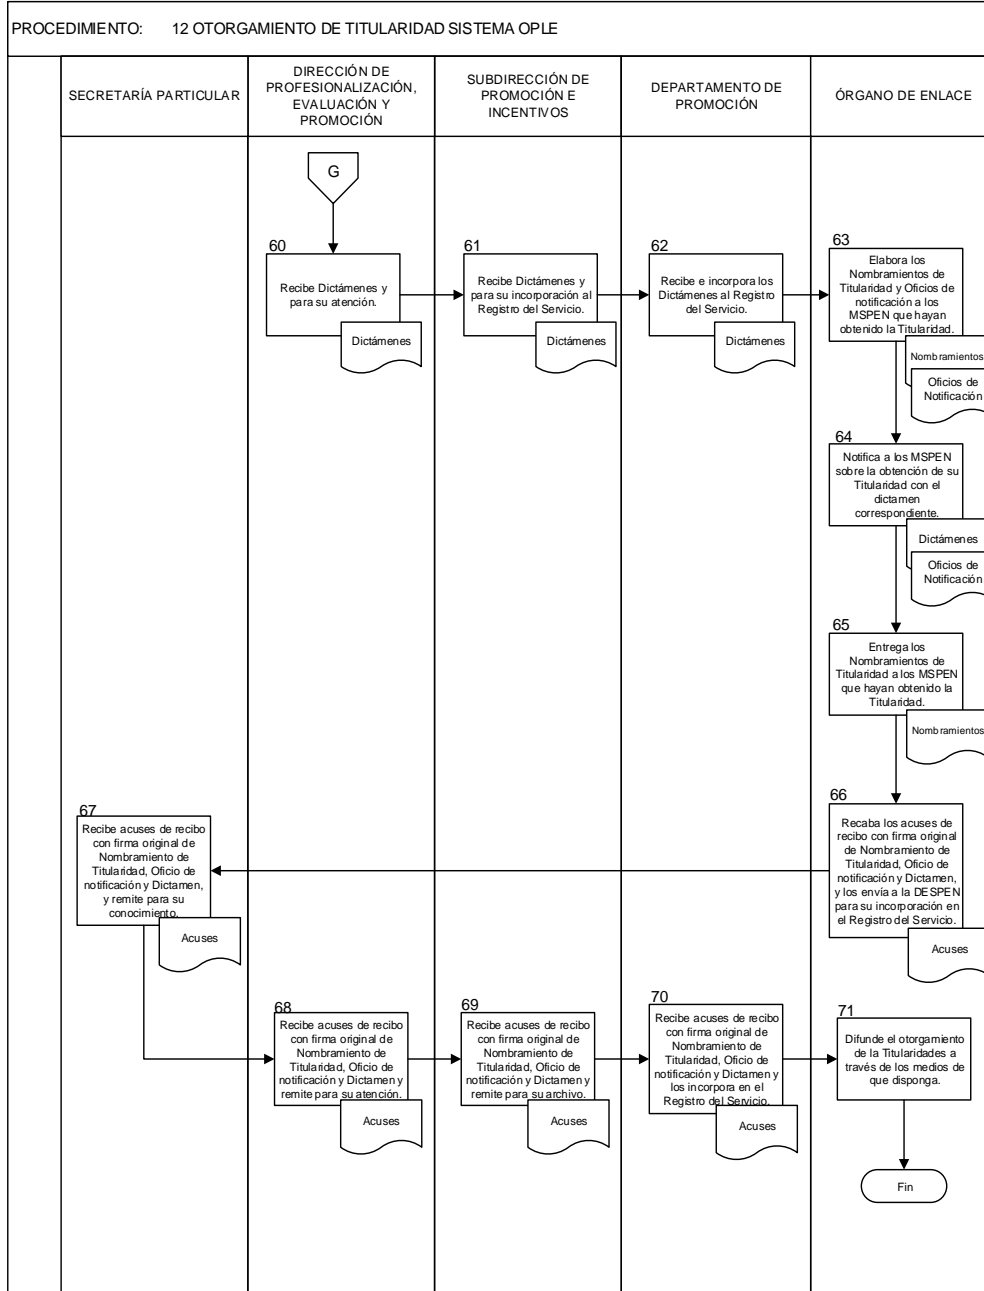 PROCEDIMIENTO: 12 OTORGAMIENTO DE TITULARIDAD SISTEMA OPLE
SECRETARÍA PARTICULAR
DIRECCIÓN DE
PROFESIONALIZACIÓN,
EVALUACIÓN Y
PROMOCIÓN
SUBDIRECCIÓN DE
PROMOCIÓN E
INCENTIVOS
DEPARTAMENTO DE
PROMOCIÓN
ÓRGANO DE ENLACE
G
60
Recibe Dictámenes y
para su atención.
Dictámenes
61
Recibe Dictámenes y
para su incorporación al
Registro del Servicio.
Dictámenes
62
Recibe e incorpora los
Dictámenes al Registro
del Servicio.
Dictámenes
63
Elabora los
Nombramientos de
Titularidad y Oficios de
notificación a los
MSPEN que hayan
obtenido la Titularidad.
Nombramientos
Oficios de
Notificación
64
Notifica a los MSPEN
sobre la obtención de su
Titularidad con el
dictamen
correspondiente.
Dictámenes
Oficios de
Notificación
65
Entrega los
Nombramientos de
Titularidad a los MSPEN
que hayan obtenido la
Titularidad.
Nombramientos
66
Recaba los acuses de
recibo con firma original
de Nombramiento de
Titularidad, Oficio de
notificación y Dictamen,
y los envía a la DESPEN
para su incorporación en
el Registro del Servicio.
Acuses
67
Recibe acuses de recibo
con firma original de
Nombramiento de
Titularidad, Oficio de
notificación y Dictamen,
y remite para su
conocimiento.
Acuses
68
Recibe acuses de recibo
con firma original de
Nombramiento de
Titularidad, Oficio de
notificación y Dictamen y
remite para su atención.
Acuses
69
Recibe acuses de recibo
con firma original de
Nombramiento de
Titularidad, Oficio de
notificación y Dictamen y
remite para su archivo.
Acuses
70
Recibe acuses de recibo
con firma original de
Nombramiento de
Titularidad, Oficio de
notificación y Dictamen y
los incorpora en el
Registro del Servicio.
Acuses
71
Difunde el otorgamiento
de la Titularidades a
través de los medios de
que disponga.
Fin